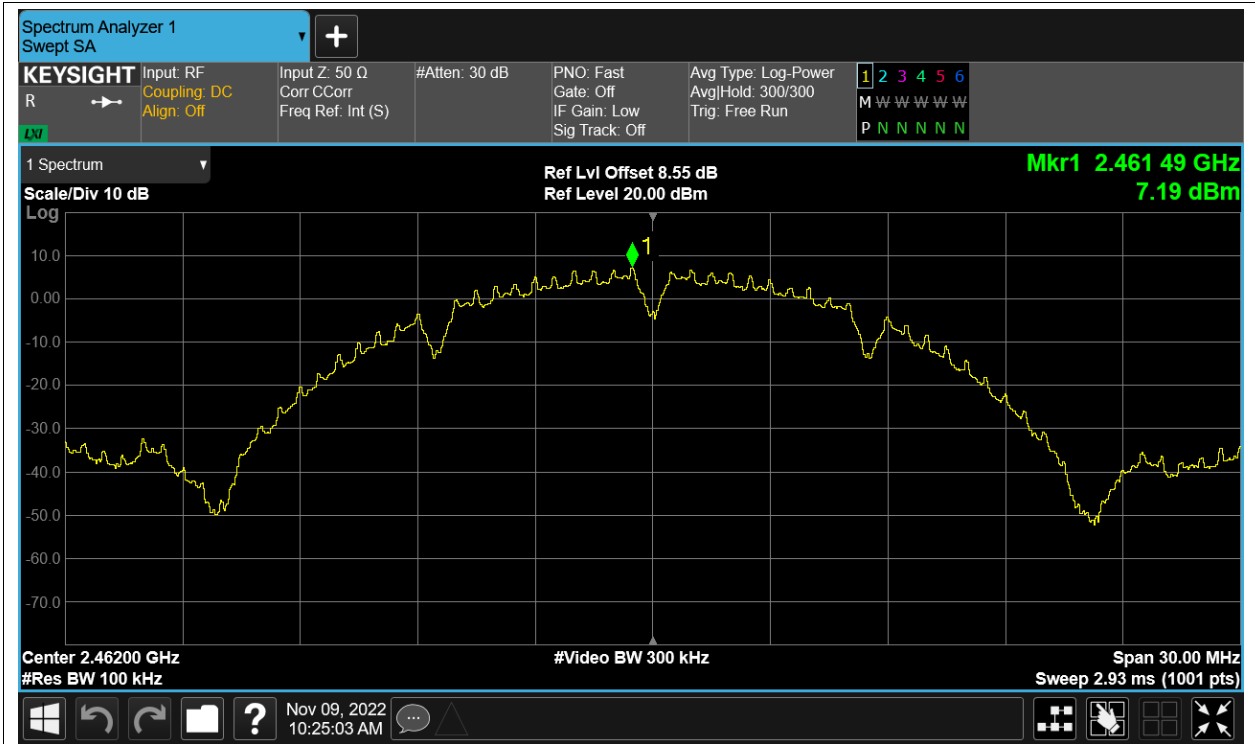 Spectrum Analyzer 1
Swept SA
KEYSIGHT
R
LXI
Input: RF
Coupling: DC
Align: Off
Input Z: 50 Ω
Corr CCorr
Freq Ref: Int (S)
#Atten: 30 dB
PNO: Fast
Gate: Off
IF Gain: Low
Sig Track: Off
Avg Type: Log-Power
Avg|Hold: 300/300
Trig: Free Run
1 2 3 4 5 6
M W W W W W W
P N N N N N
1 Spectrum
Scale/Div 10 dB
Log
Ref Lvl Offset 8.55 dB
Ref Level 20.00 dBm
Mkr1 2.461 49 GHz
7.19 dBm
1
10.0
0.00
-10.0
-20.0
-30.0
-40.0
-50.0
-60.0
-70.0
Center 2.46200 GHz
#Res BW 100 kHz
#Video BW 300 kHz
Span 30.00 MHz
Sweep 2.93 ms (1001 pts)
?
Nov 09, 2022
10:25:03 AM